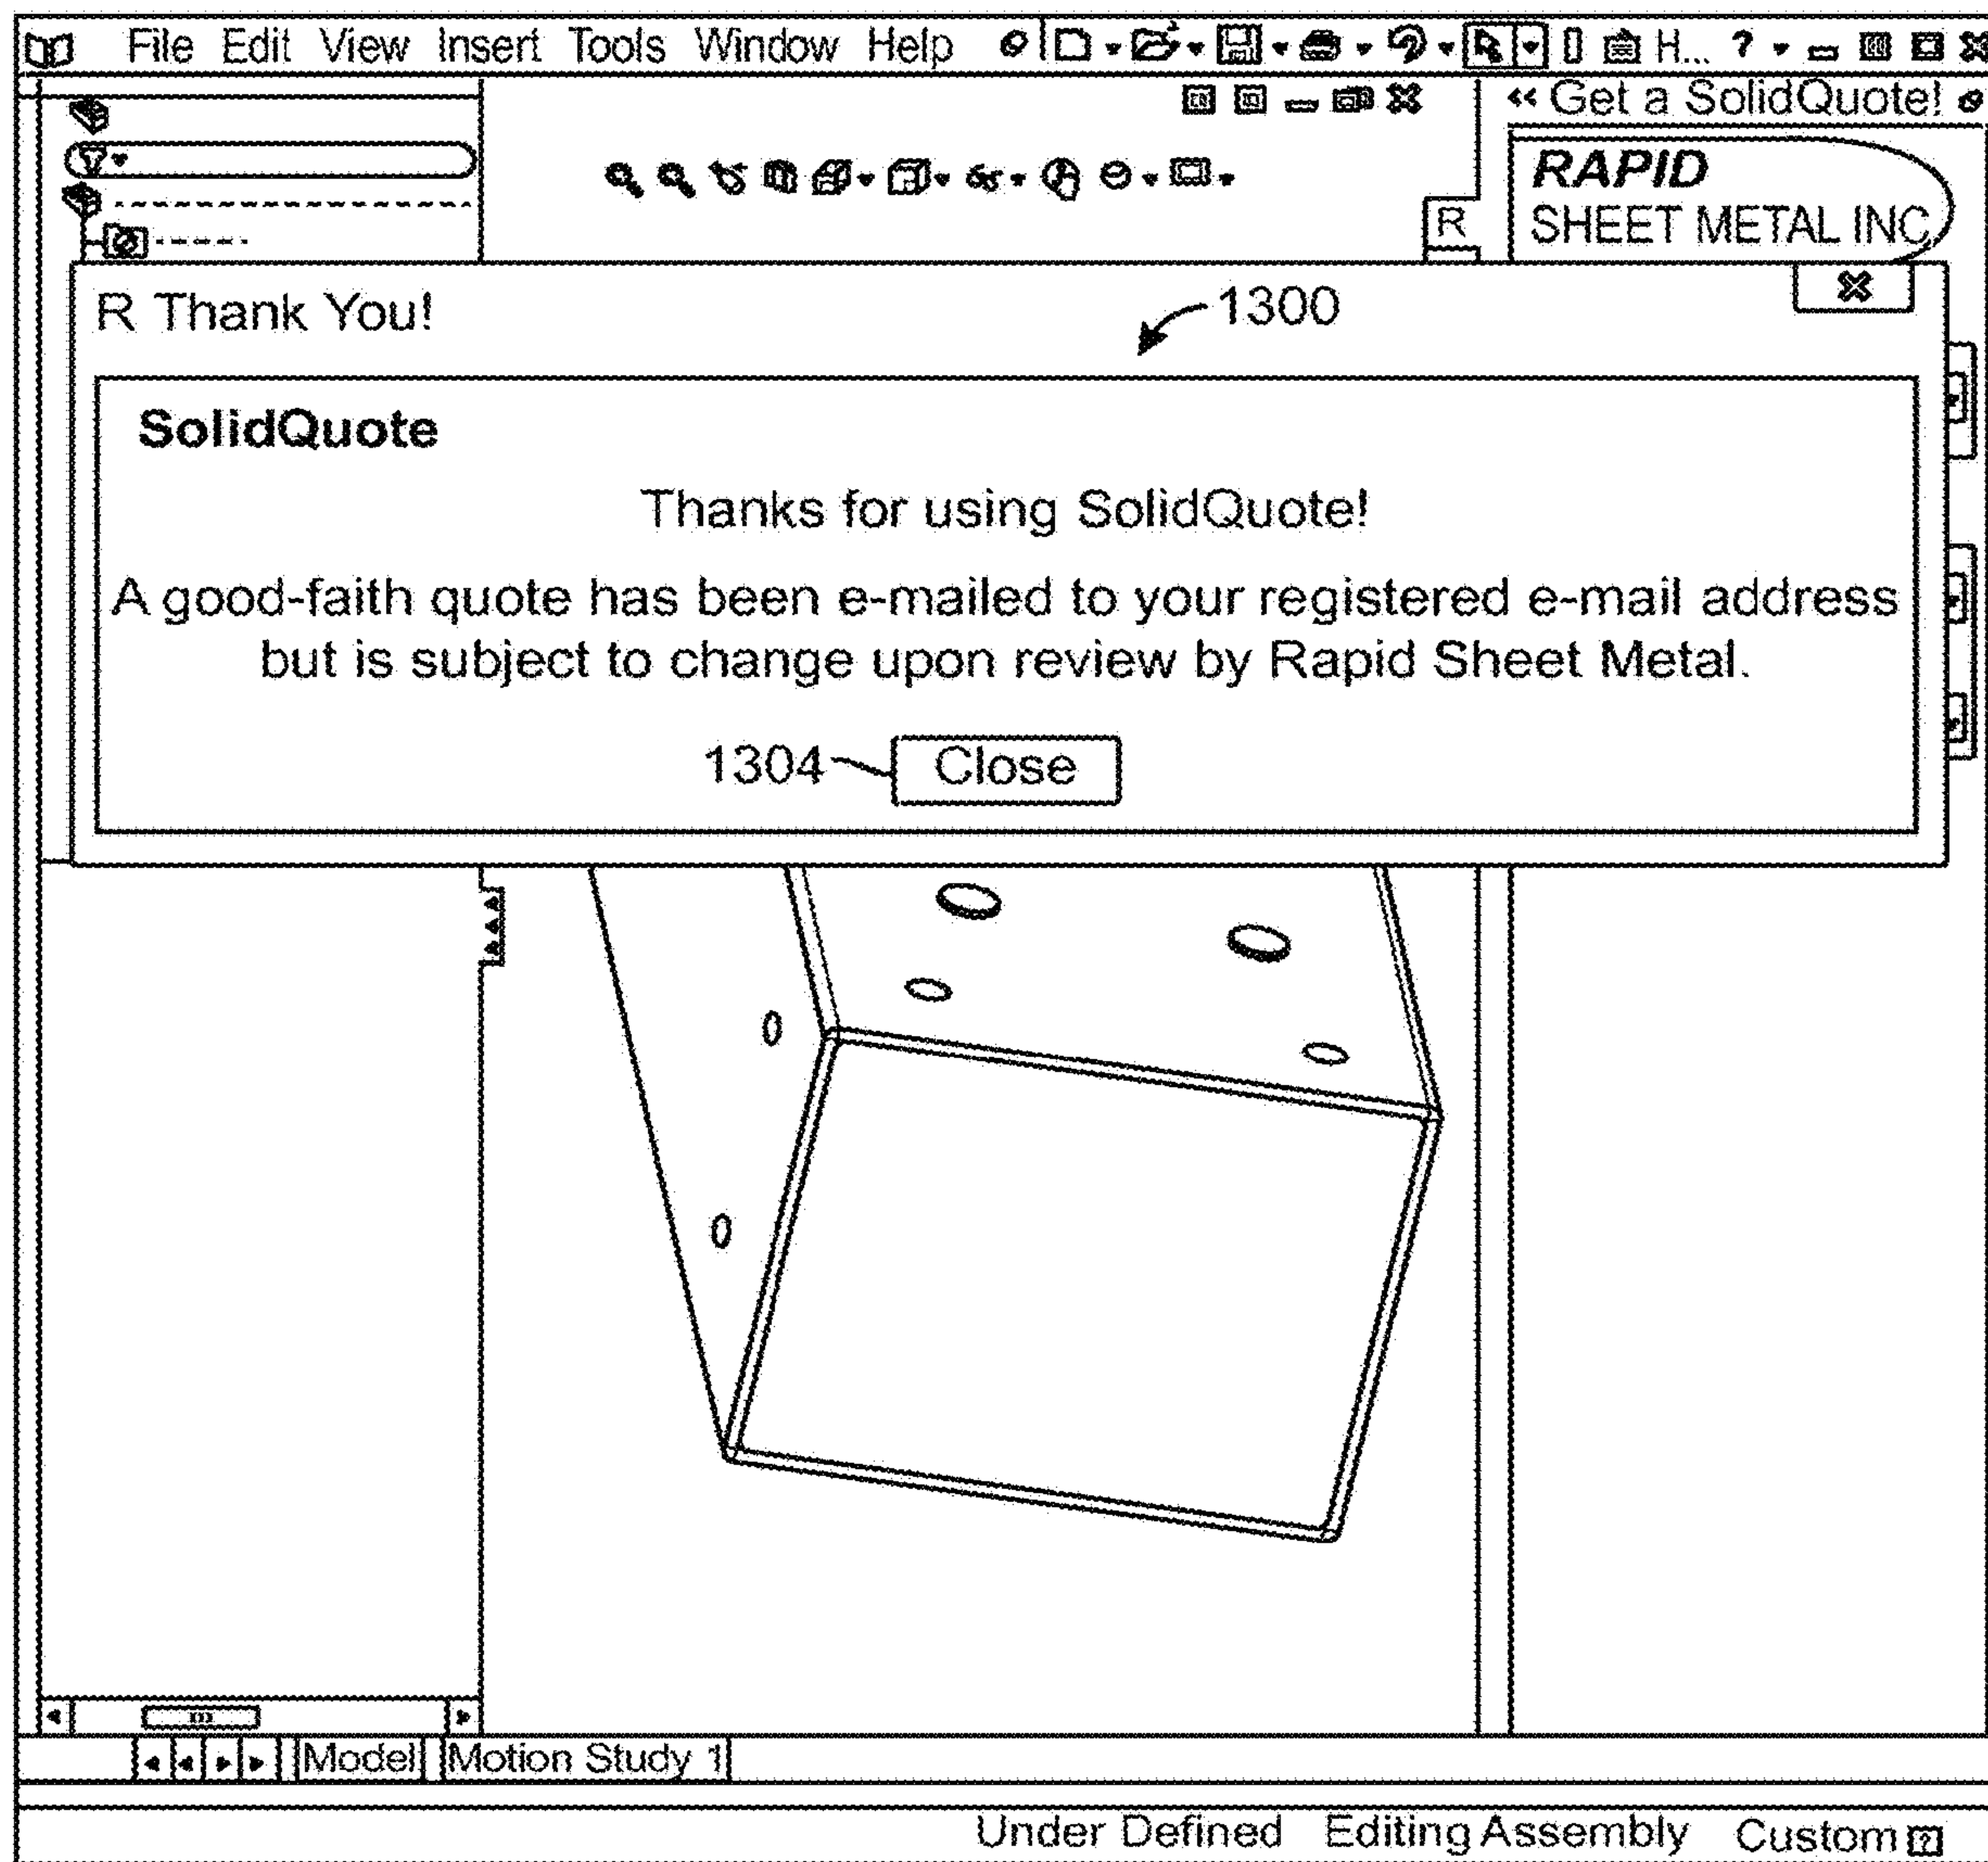 File Edit View Insert Tools Window Help H... ?
<< Get a SolidQuote!
RAPID
SHEET METAL INC
R
R Thank You!
1300
SolidQuote
Thanks for using SolidQuote!
A good-faith quote has been e-mailed to your registered e-mail address
but is subject to change upon review by Rapid Sheet Metal.
1304 Close
Model Motion Study 1
Under Defined Editing Assembly Custom ?